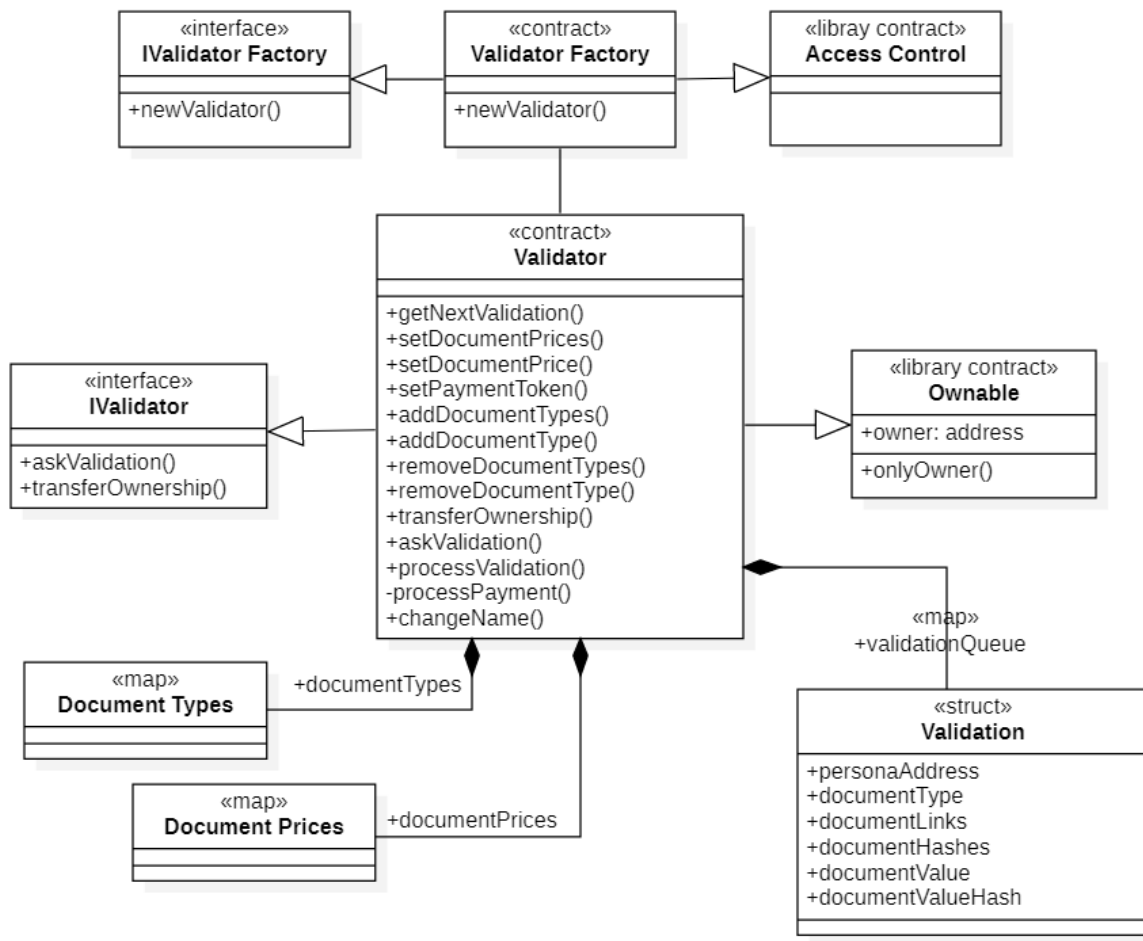 «interface»
IValidator Factory
+newValidator()
«contract»
Validator Factory
+newValidator()
«libray contract»
Access Control
«contract»
Validator
+getNextValidation()
+setDocumentPrices()
+setDocumentPrice()
+setPaymentToken()
+addDocumentTypes()
+addDocumentType()
+removeDocumentTypes()
+removeDocumentType()
+transferOwnership()
+askValidation()
+processValidation()
-processPayment()
+changeName()
«interface»
IValidator
+askValidation()
+transferOwnership()
«library contract»
Ownable
+owner: address
+onlyOwner()
«map»
+validationQueue
«map»
Document Types
+documentTypes
«map»
Document Prices
+documentPrices
«struct»
Validation
+personaAddress
+documentType
+documentLinks
+documentHashes
+documentValue
+documentValueHash